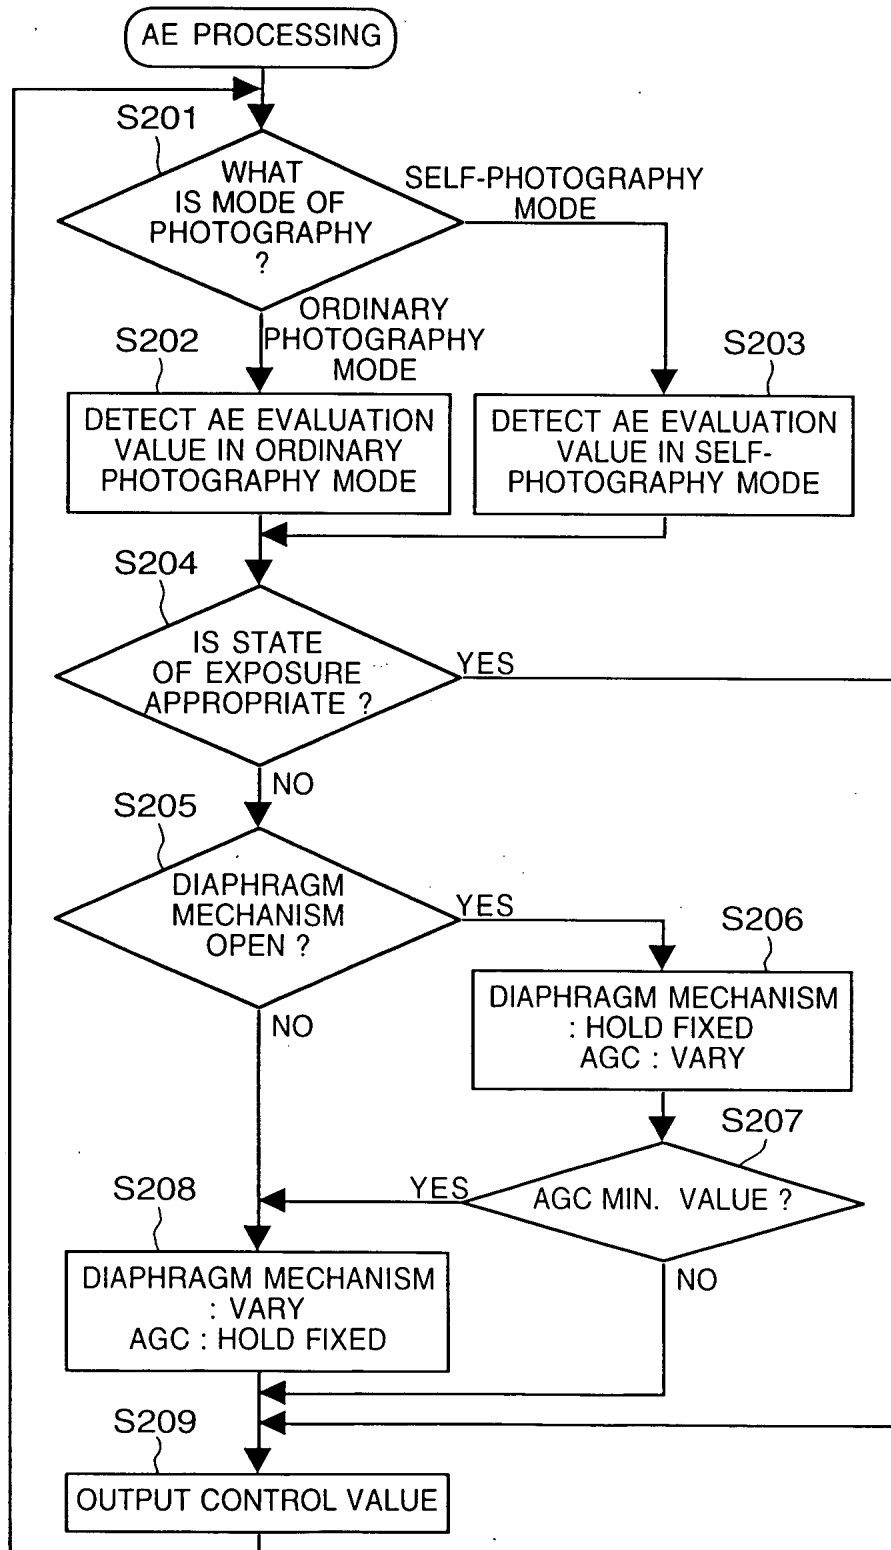 AE PROCESSING
S201
WHAT
IS MODE OF
PHOTOGRAPHY
?
SELF-PHOTOGRAPHY
MODE
ORDINARY
PHOTOGRAPHY
MODE
S202
DETECT AE EVALUATION
VALUE IN ORDINARY
PHOTOGRAPHY MODE
S203
DETECT AE EVALUATION
VALUE IN SELF-
PHOTOGRAPHY MODE
S204
IS STATE
OF EXPOSURE
APPROPRIATE ?
YES
NO
S205
DIAPHRAGM
MECHANISM
OPEN ?
YES
NO
S206
DIAPHRAGM MECHANISM
: HOLD FIXED
AGC : VARY
S207
AGC MIN. VALUE ?
YES
NO
S208
DIAPHRAGM MECHANISM
: VARY
AGC : HOLD FIXED
S209
OUTPUT CONTROL VALUE